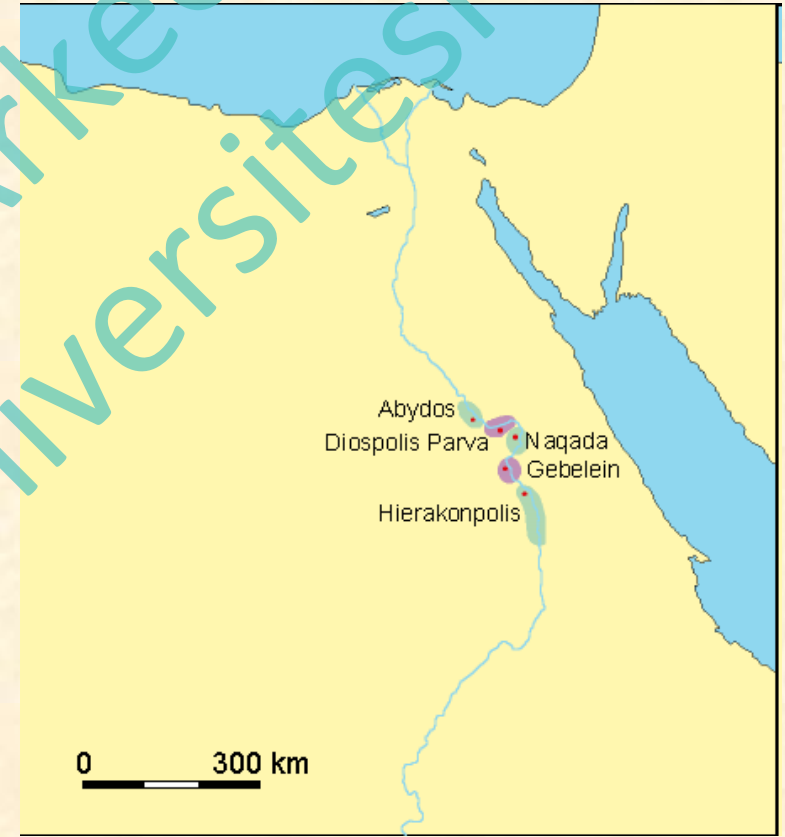 Abydos
Diospolis Parva
Naqada
Gebelein
Hierakonpolis
0 300 km